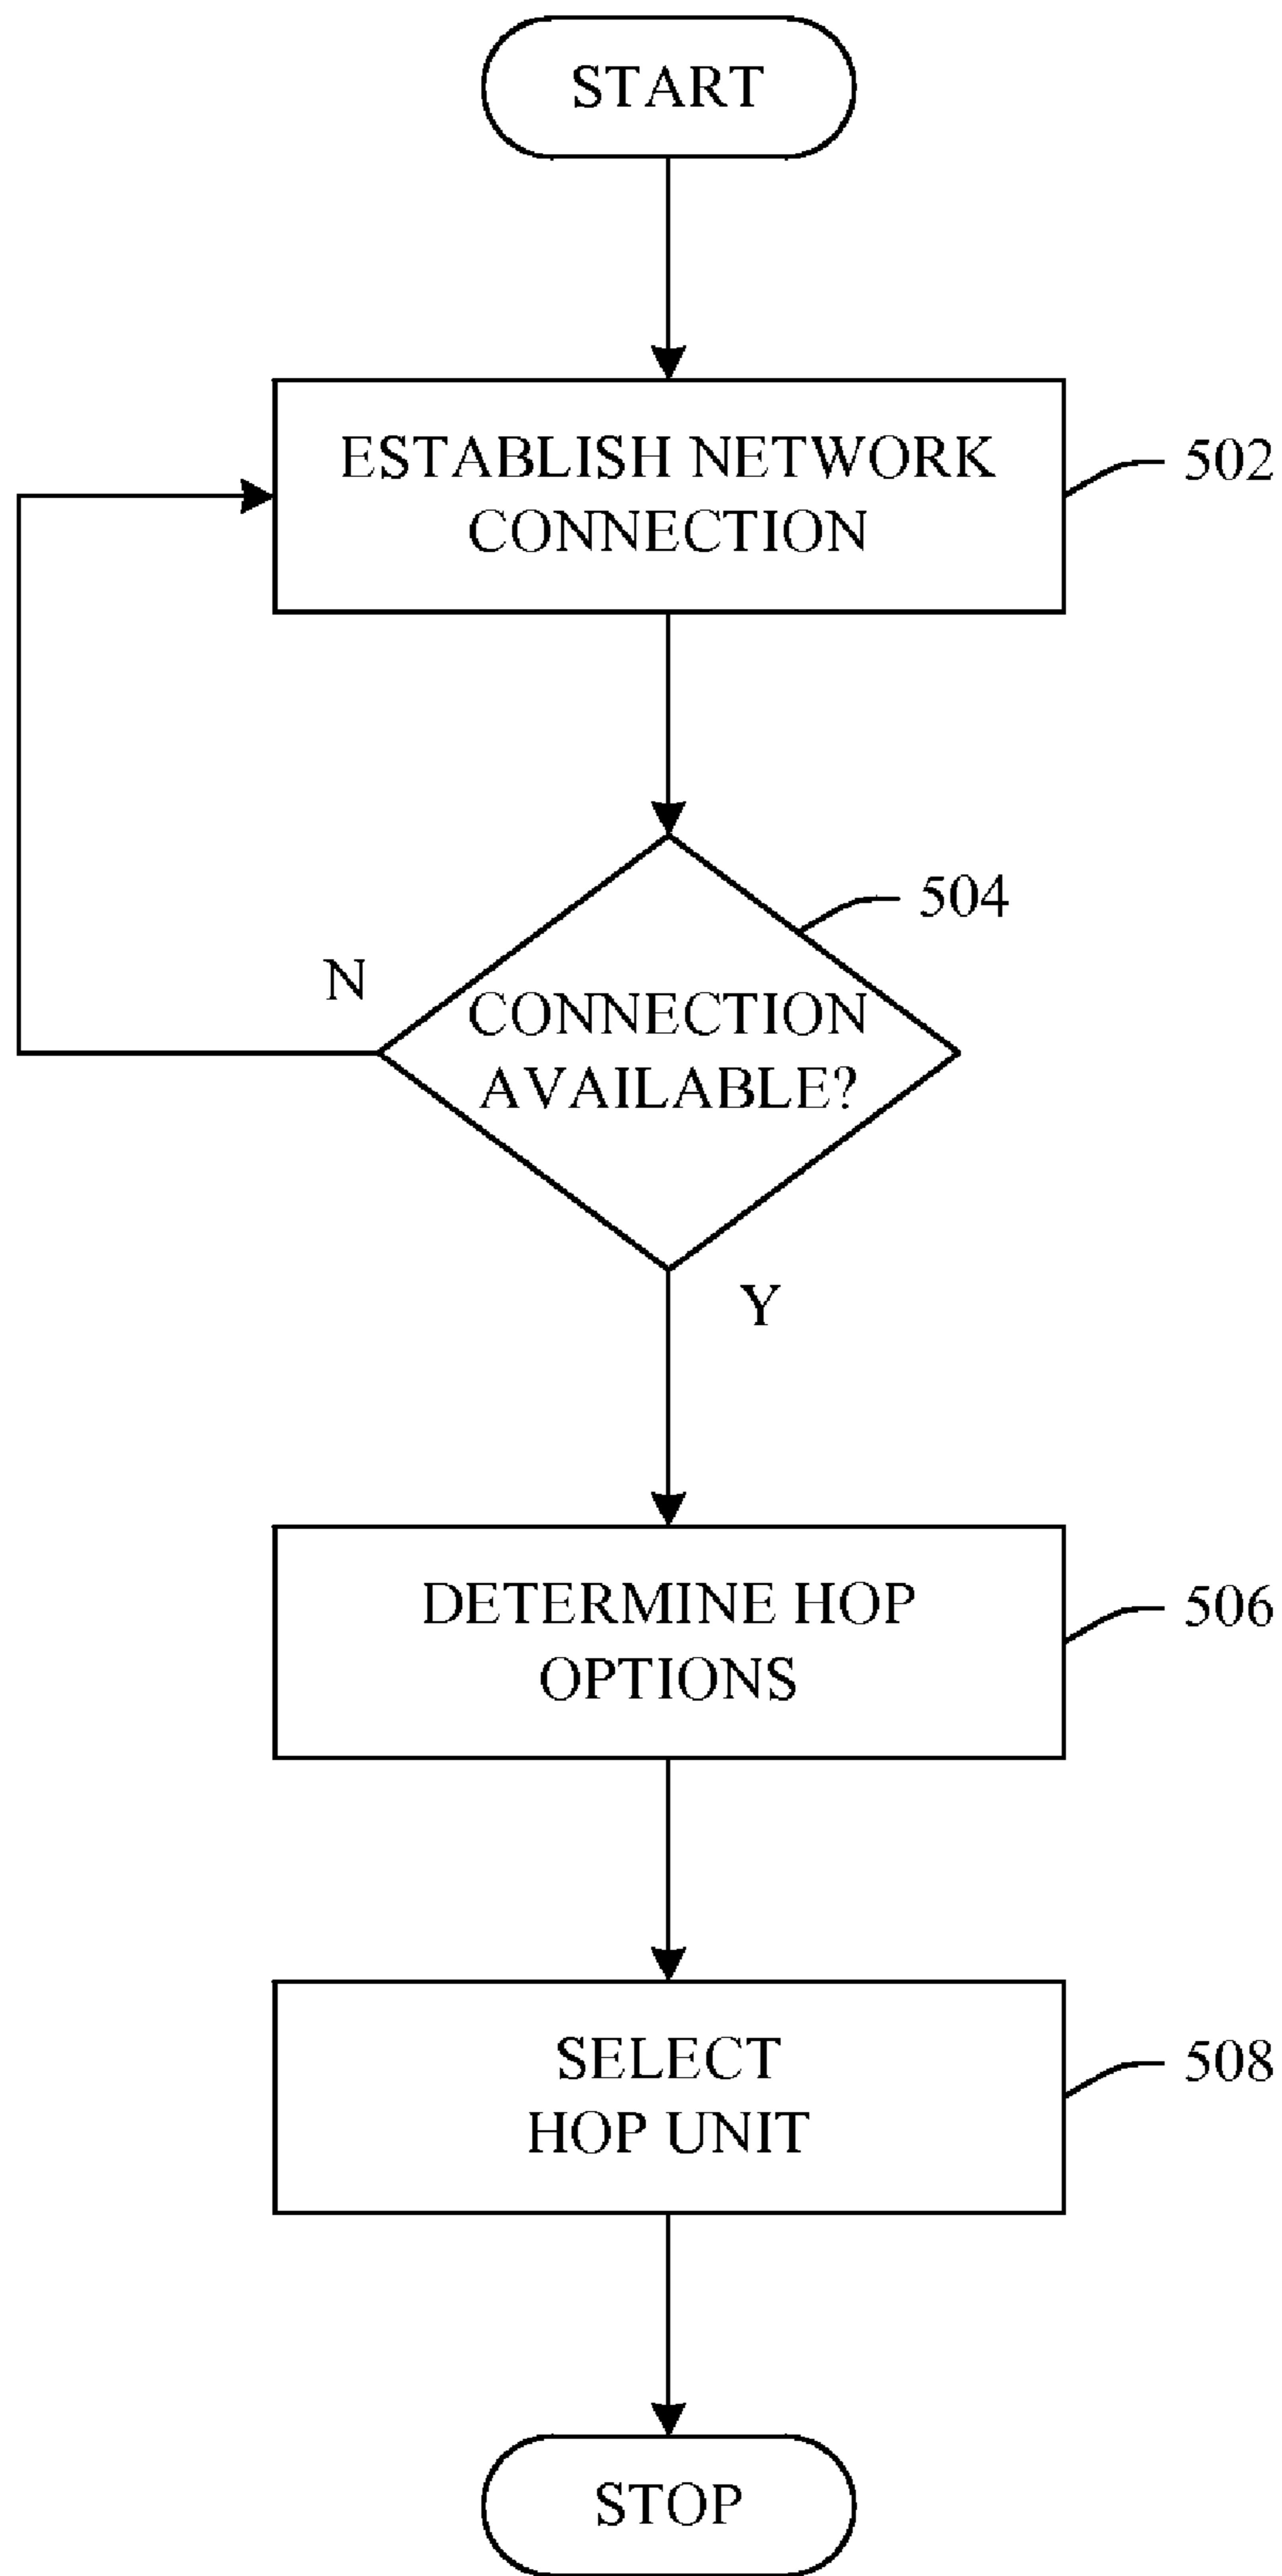 START
ESTABLISH NETWORK
CONNECTION
502
504
N
CONNECTION
AVAILABLE?
Y
DETERMINE HOP
OPTIONS
506
SELECT
HOP UNIT
508
STOP